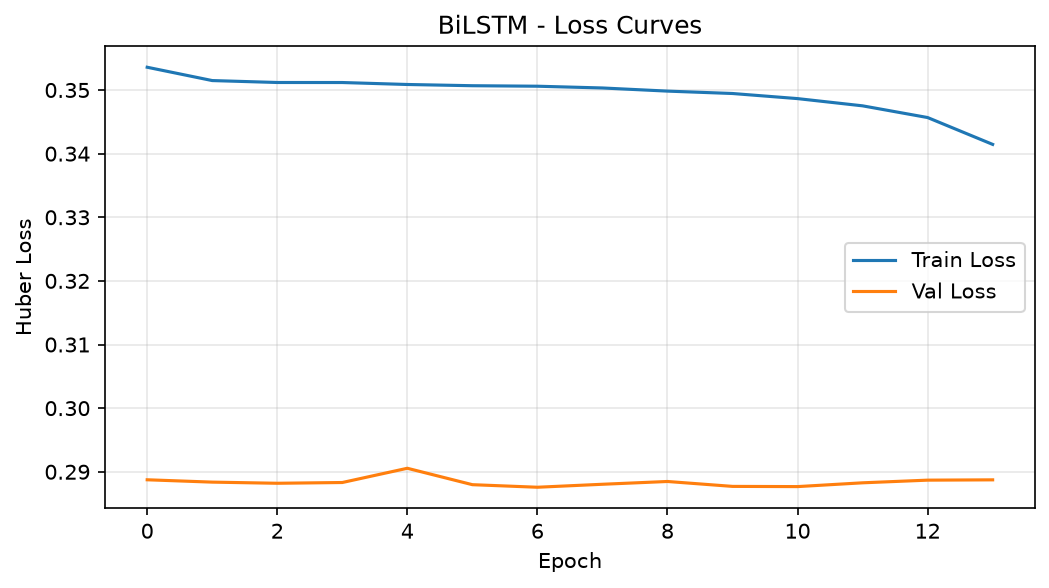 BiLSTM - Loss Curves
Huber Loss
0.35
0.34
0.33
0.32
0.31
0.30
0.29
Train Loss
Val Loss
0 2 4 6 8 10 12
Epoch